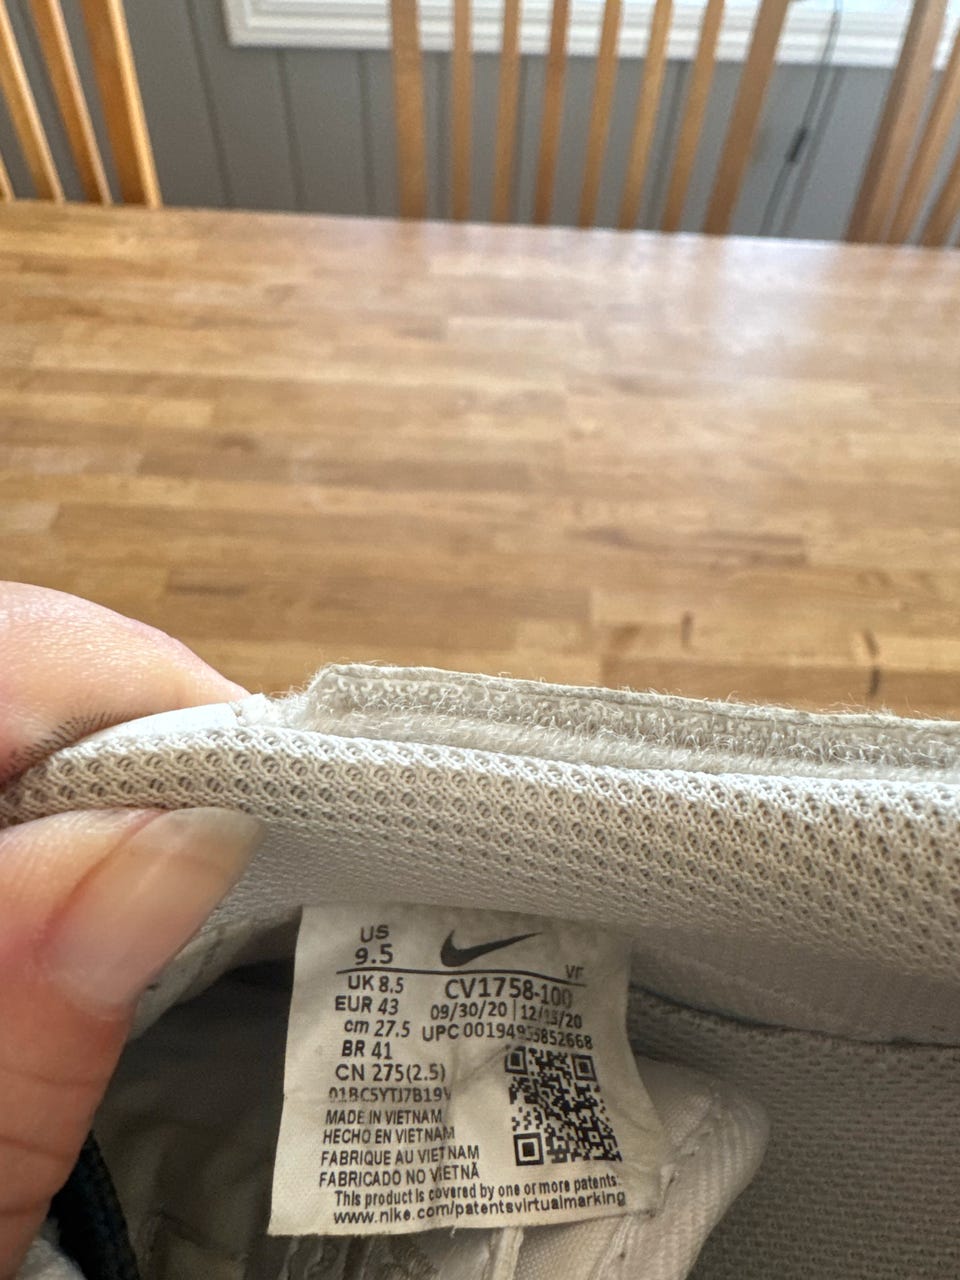 US
9.5
VF
UK 8.5
CV1758-100
EUR 43
09/30/20 | 12/13/20
cm 27.5
UPC
BR 41
CN 275(2.5)
MADE IN VIETNAM
HECHO EN VIETNAM
FABRIQUE AU VIETNAM
FABRICADO NO VIETNÃ
This product is covered by one or more patents:
www.nike.com/patentsvirtualmarking